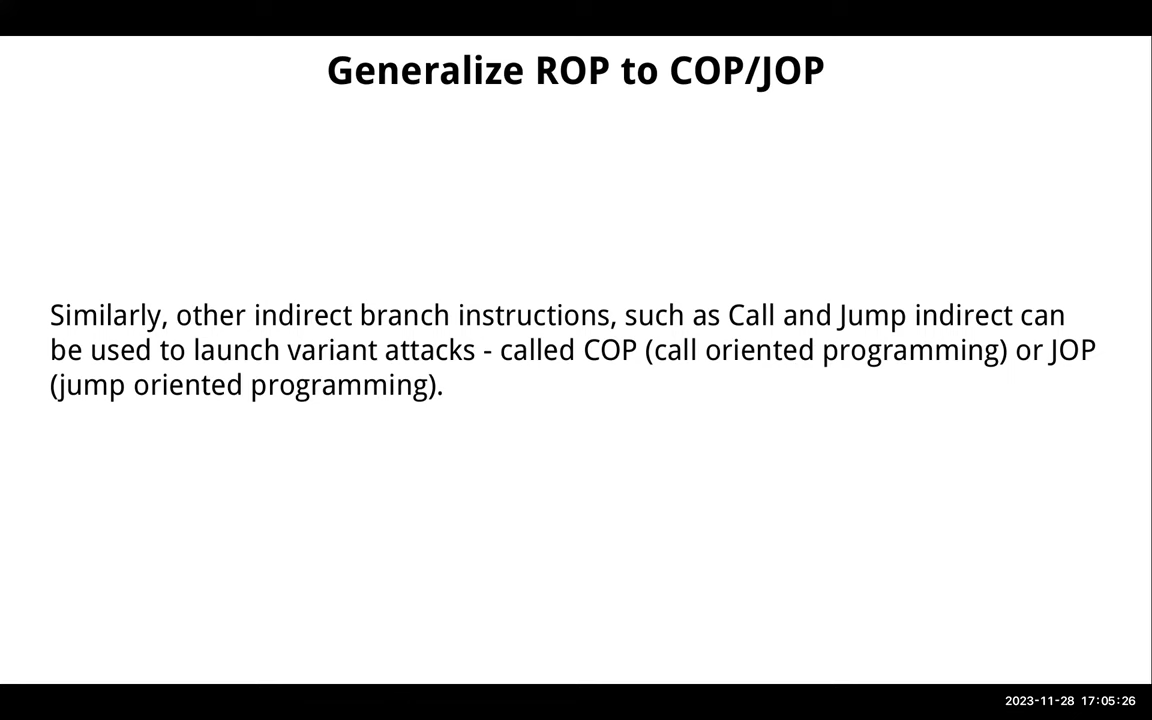 Generalize ROP to COP/JOP
Similarly, other indirect branch instructions, such as Call and Jump indirect can
be used to launch variant attacks - called COP (call oriented programming) or JOP
(jump oriented programming).
2023-11-28 17:05:26